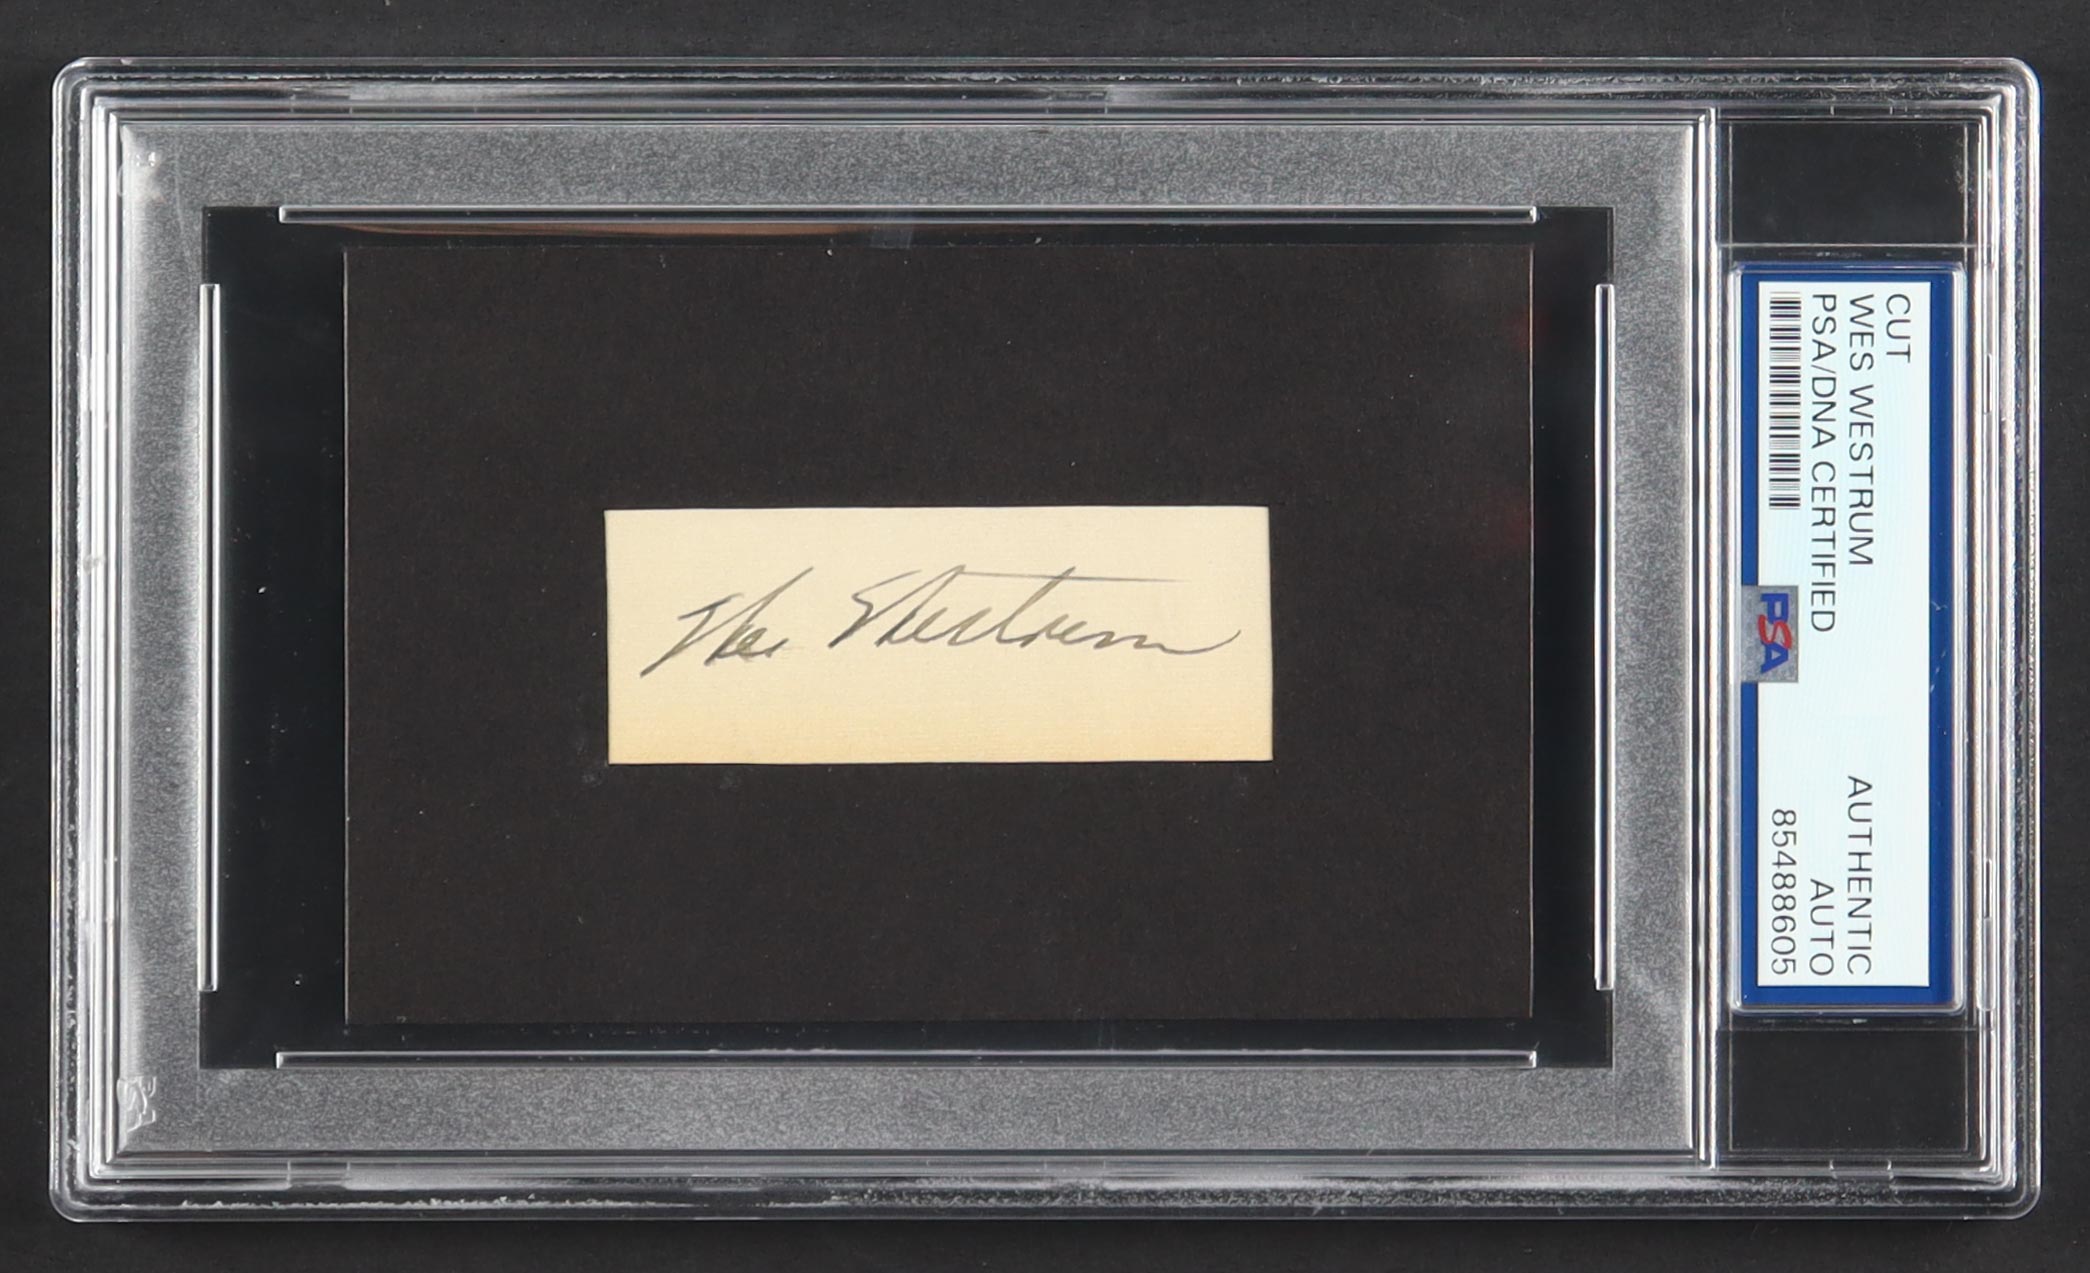 Wes Westrum
CUT
WES WESTRUM
PSA/DNA CERTIFIED
PSA
AUTHENTIC
AUTO
85488605